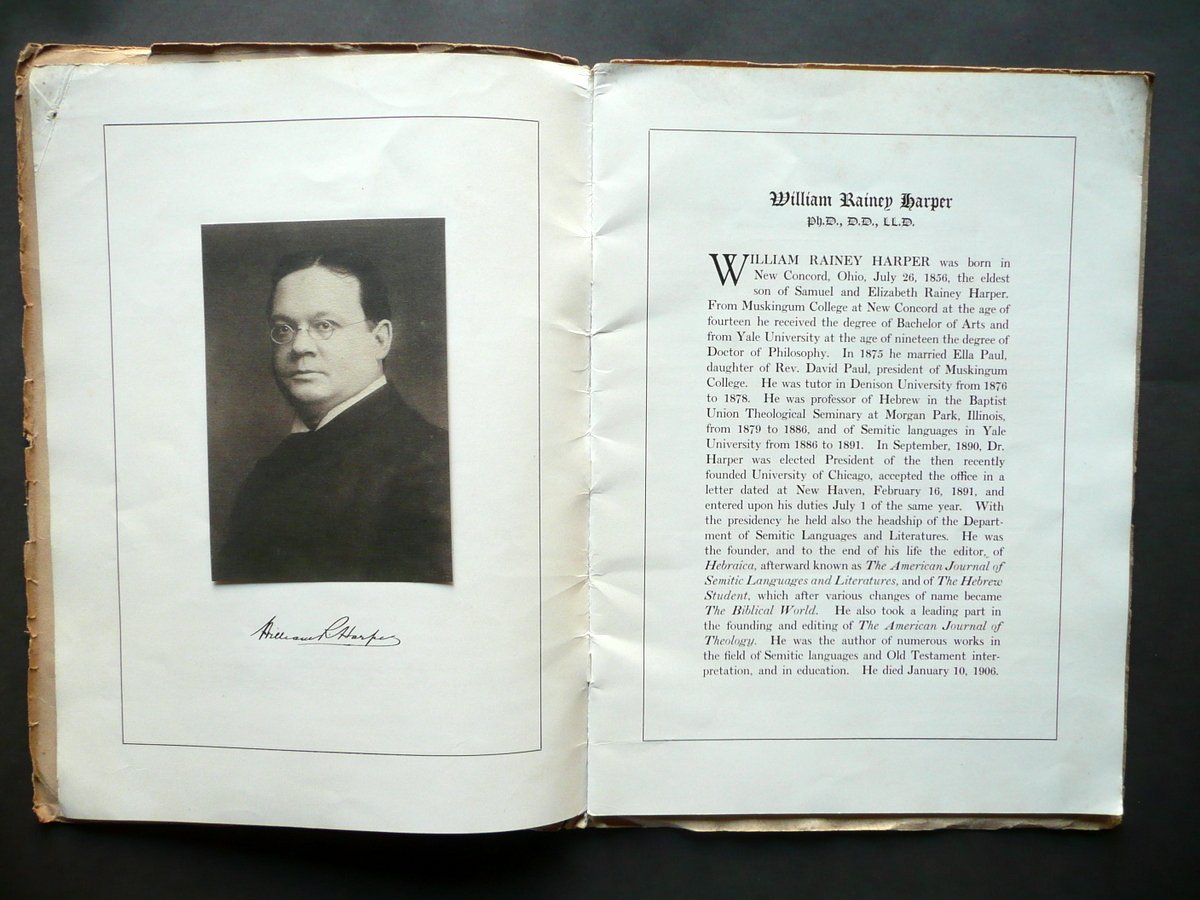 William R Harper
William Rainey Harper
Ph.D., D.D., LL.D.
WILLIAM RAINEY HARPER was born in
New Concord, Ohio, July 26, 1856, the eldest
son of Samuel and Elizabeth Rainey Harper.
From Muskingum College at New Concord at the age of
fourteen he received the degree of Bachelor of Arts and
from Yale University at the age of nineteen the degree of
Doctor of Philosophy. In 1875 he married Ella Paul,
daughter of Rev. David Paul, president of Muskingum
College. He was tutor in Denison University from 1876
to 1878. He was professor of Hebrew in the Baptist
Union Theological Seminary at Morgan Park, Illinois,
from 1879 to 1886, and of Semitic languages in Yale
University from 1886 to 1891. In September, 1890, Dr.
Harper was elected President of the then recently
founded University of Chicago, accepted the office in a
letter dated at New Haven, February 16, 1891, and
entered upon his duties July 1 of the same year. With
the presidency he held also the headship of the Depart-
ment of Semitic Languages and Literatures. He was
the founder, and to the end of his life the editor, of
Hebraica, afterward known as The American Journal of
Semitic Languages and Literatures, and of The Hebrew
Student, which after various changes of name became
The Biblical World. He also took a leading part in
the founding and editing of The American Journal of
Theology. He was the author of numerous works in
the field of Semitic languages and Old Testament inter-
pretation, and in education. He died January 10, 1906.